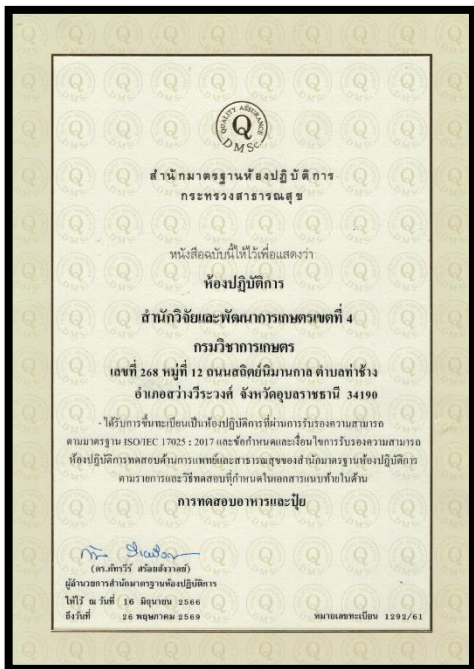 QUALITY ASSURANCE
Q
DMSc
สำนักมาตรฐานห้องปฏิบัติการ
กระทรวงสาธารณสุข
หนังสือฉบับนี้ให้ไว้เพื่อแสดงว่า
ห้องปฏิบัติการ
สำนักวิจัยและพัฒนาการเกษตรเขตที่ 4
กรมวิชาการเกษตร
เลขที่ 268 หมู่ที่ 12 ถนนสถิตย์นิมานกาล ตำบลท่าช้าง
อำเภอสว่างวีระวงศ์ จังหวัดอุบลราชธานี 34190
ได้รับการขึ้นทะเบียนเป็นห้องปฏิบัติการที่ผ่านการรับรองความสามารถ
ตามมาตรฐาน ISO/IEC 17025 : 2017 และข้อกำหนดและเงื่อนไขการรับรองความสามารถ
ห้องปฏิบัติการทดสอบด้านการแพทย์และสาธารณสุขของสำนักมาตรฐานห้องปฏิบัติการ
ตามรายการและวิธีทดสอบที่กำหนดในเอกสารแนบท้ายในด้าน
การทดสอบอาหารและปุ๋ย
(ดร.ภัทรวีร์ สร้อยสังวาลย์)
ผู้อำนวยการสำนักมาตรฐานห้องปฏิบัติการ
ให้ไว้ ณ วันที่ 16 มิถุนายน 2566
ถึงวันที่ 26 พฤษภาคม 2569
หมายเลขทะเบียน 1292/61